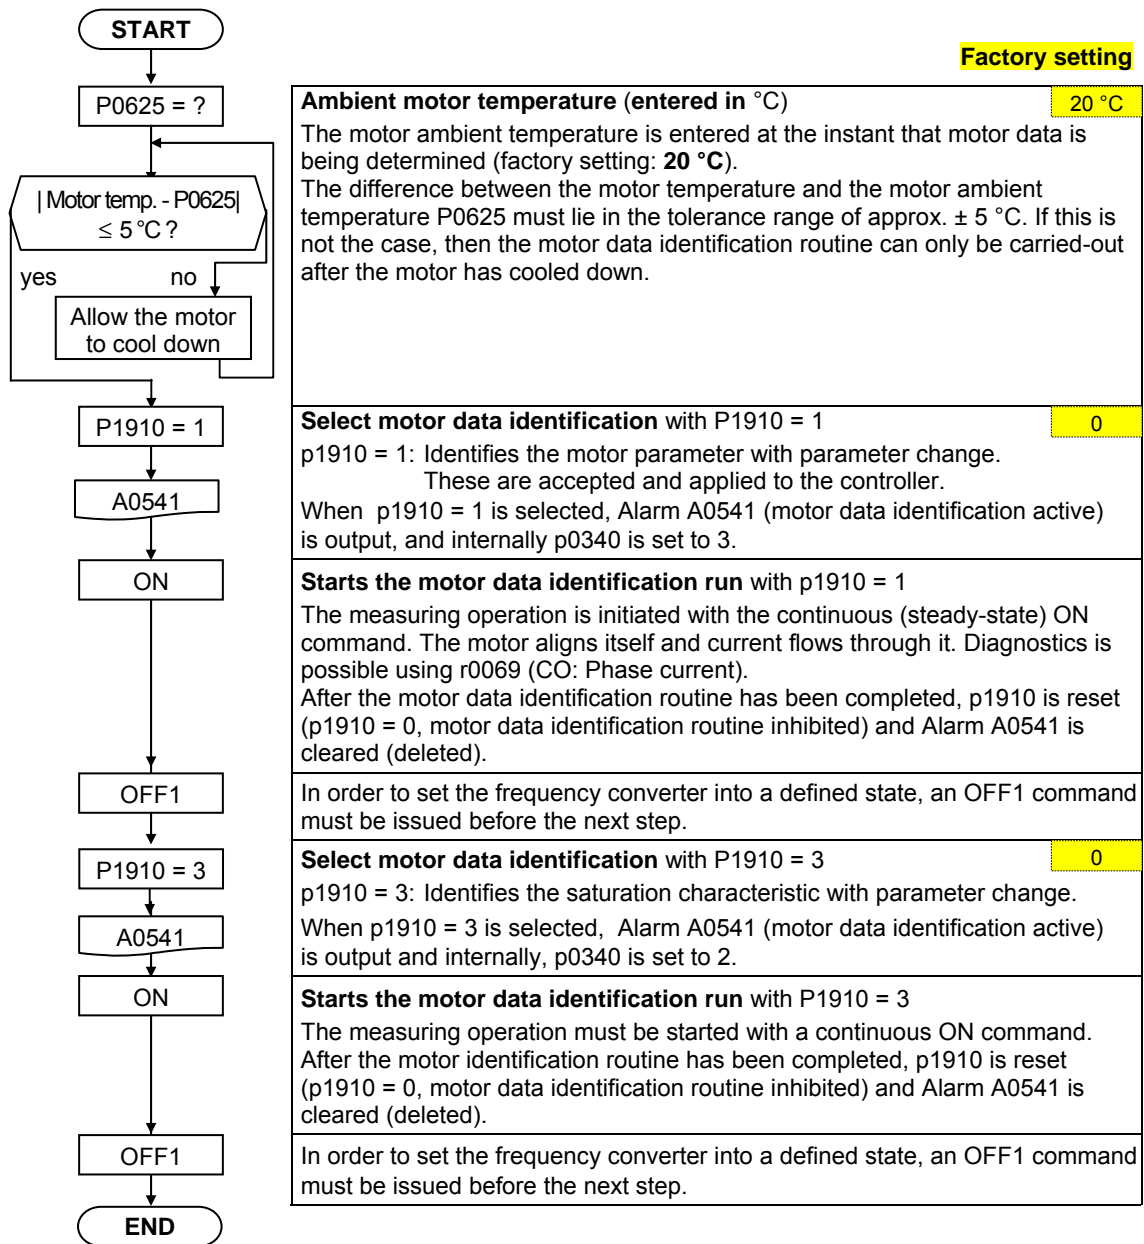 START
Factory setting
P0625 = ?
Ambient motor temperature (entered in °C)
20 °C
The motor ambient temperature is entered at the instant that motor data is
being determined (factory setting: 20 °C).
The difference between the motor temperature and the motor ambient
temperature P0625 must lie in the tolerance range of approx. ± 5 °C. If this is
not the case, then the motor data identification routine can only be carried-out
after the motor has cooled down.
| Motor temp. - P0625|
≤ 5 °C ?
yes
no
Allow the motor
to cool down
P1910 = 1
Select motor data identification with P1910 = 1
0
p1910 = 1: Identifies the motor parameter with parameter change.
These are accepted and applied to the controller.
When p1910 = 1 is selected, Alarm A0541 (motor data identification active)
is output, and internally p0340 is set to 3.
A0541
ON
Starts the motor data identification run with p1910 = 1
The measuring operation is initiated with the continuous (steady-state) ON
command. The motor aligns itself and current flows through it. Diagnostics is
possible using r0069 (CO: Phase current).
After the motor data identification routine has been completed, p1910 is reset
(p1910 = 0, motor data identification routine inhibited) and Alarm A0541 is
cleared (deleted).
OFF1
In order to set the frequency converter into a defined state, an OFF1 command
must be issued before the next step.
P1910 = 3
Select motor data identification with P1910 = 3
0
p1910 = 3: Identifies the saturation characteristic with parameter change.
When p1910 = 3 is selected, Alarm A0541 (motor data identification active)
is output and internally, p0340 is set to 2.
A0541
ON
Starts the motor data identification run with P1910 = 3
The measuring operation must be started with a continuous ON command.
After the motor identification routine has been completed, p1910 is reset
(p1910 = 0, motor data identification routine inhibited) and Alarm A0541 is
cleared (deleted).
OFF1
In order to set the frequency converter into a defined state, an OFF1 command
must be issued before the next step.
END